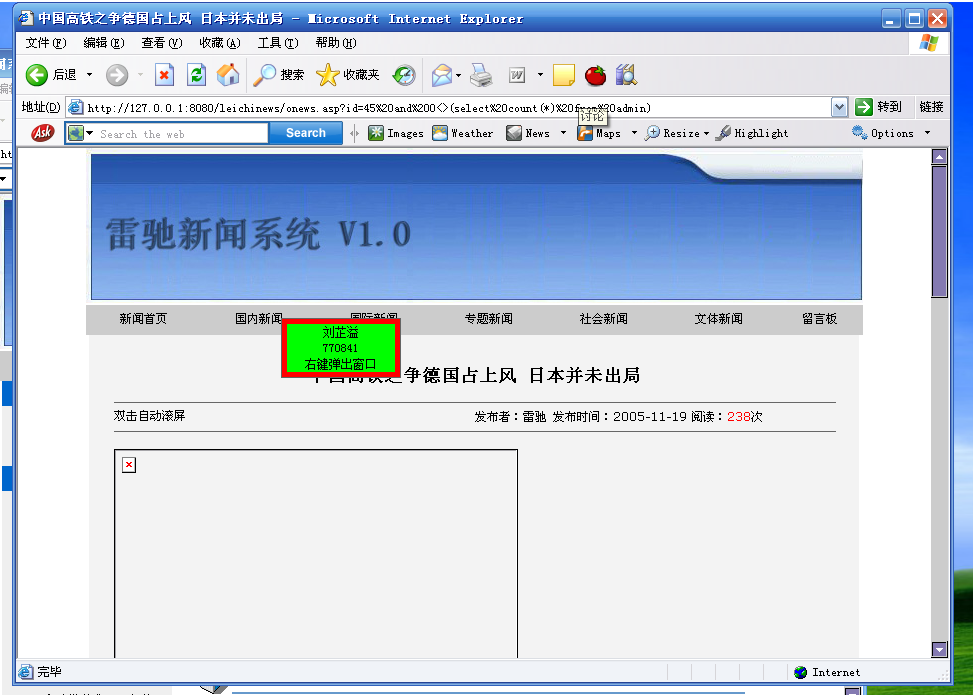 中国高铁之争德国占上风 日本并未出局 - Microsoft Internet Explorer
文件(F) 编辑(E) 查看(V) 收藏(A) 工具(T) 帮助(H)
后退 搜索 收藏夹
地址(D) http://127.0.0.1:8080/leichinews/onews.asp?id=45%20and%200<>(select%20count(*)%20from%20admin) 转到 链接
讨论
Ask Search the web Search Images Weather News Maps Resize Highlight Options
雷驰新闻系统 V1.0
新闻首页 国内新闻 国际新闻 专题新闻 社会新闻 文体新闻 留言板
刘芷溢
770841
右键弹出窗口
中国高铁之争德国占上风 日本并未出局
双击自动滚屏 发布者：雷驰 发布时间：2005-11-19 阅读：238次
完毕 Internet